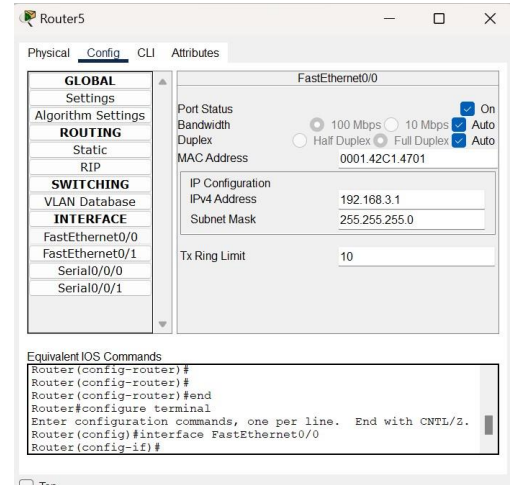 Router5
Physical Config CLI Attributes
GLOBAL
Settings
Algorithm Settings
ROUTING
Static
RIP
SWITCHING
VLAN Database
INTERFACE
FastEthernet0/0
FastEthernet0/1
Serial0/0/0
Serial0/0/1
FastEthernet0/0
Port Status On
Bandwidth 100 Mbps 10 Mbps Auto
Duplex Half Duplex Full Duplex Auto
MAC Address 0001.42C1.4701
IP Configuration
IPv4 Address 192.168.3.1
Subnet Mask 255.255.255.0
Tx Ring Limit 10
Equivalent IOS Commands
Router(config-router)#
Router(config-router)#
Router(config-router)#end
Router#configure terminal
Enter configuration commands, one per line. End with CNTL/Z.
Router(config)#interface FastEthernet0/0
Router(config-if)#